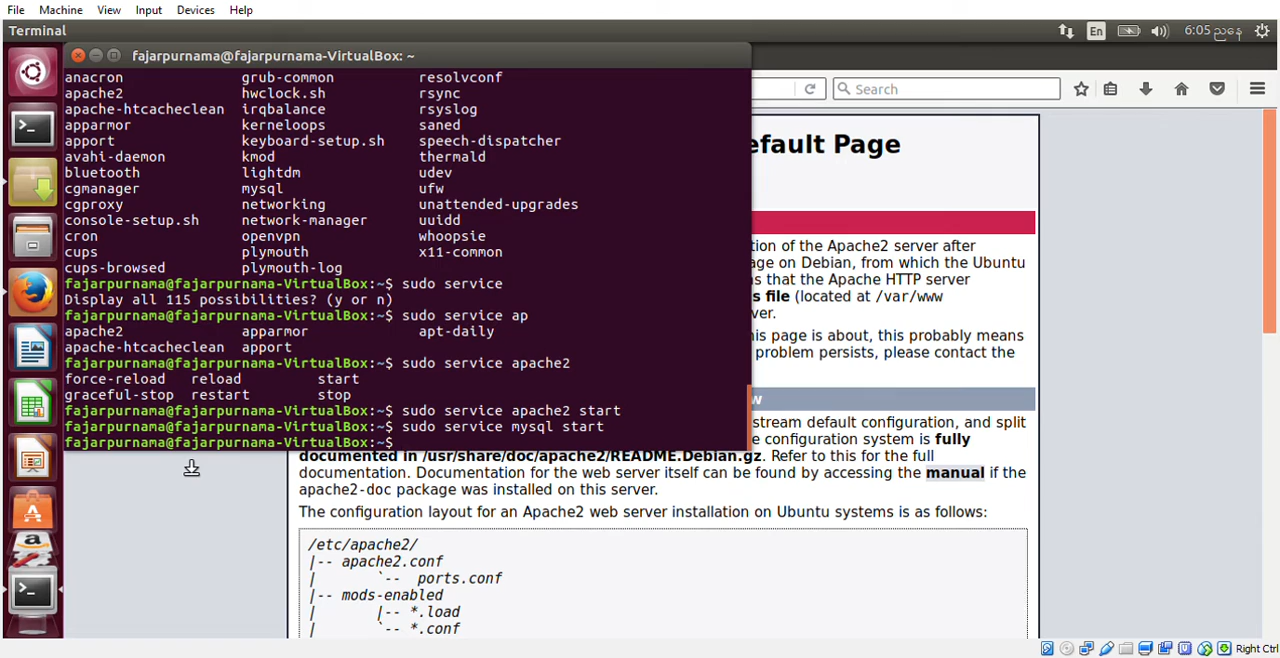 File Machine View Input Devices Help
Terminal
En
6:05 ညနေ
fajarpurnama@fajarpurnama-VirtualBox: ~
Search
anacron grub-common resolvconf
apache2 hwclock.sh rsync
apache-htcacheclean irqbalance rsyslog
apparmor kerneloops saned
apport keyboard-setup.sh speech-dispatcher
avahi-daemon kmod thermald
bluetooth lightdm udev
cgmanager mysql ufw
cgproxy networking unattended-upgrades
console-setup.sh network-manager uuidd
cron openvpn whoopsie
cups plymouth x11-common
cups-browsed plymouth-log
fajarpurnama@fajarpurnama-VirtualBox:~$ sudo service
Display all 115 possibilities? (y or n)
fajarpurnama@fajarpurnama-VirtualBox:~$ sudo service ap
apache2 apparmor apt-daily
apache-htcacheclean apport
fajarpurnama@fajarpurnama-VirtualBox:~$ sudo service apache2
force-reload reload start
graceful-stop restart stop
fajarpurnama@fajarpurnama-VirtualBox:~$ sudo service apache2 start
fajarpurnama@fajarpurnama-VirtualBox:~$ sudo service mysql start
fajarpurnama@fajarpurnama-VirtualBox:~$
efault Page
tion of the Apache2 server after
age on Debian, from which the Ubuntu
ns that the Apache HTTP server
s file (located at /var/www
ver.
his page is about, this probably means
problem persists, please contact the
w
stream default configuration, and split
e configuration system is fully
documented in /usr/share/doc/apache2/README.Debian.gz. Refer to this for the full
documentation. Documentation for the web server itself can be found by accessing the manual if the
apache2-doc package was installed on this server.
The configuration layout for an Apache2 web server installation on Ubuntu systems is as follows:
/etc/apache2/
|-- apache2.conf
| `-- ports.conf
|-- mods-enabled
| |-- *.load
| `-- *.conf
Right Ctrl